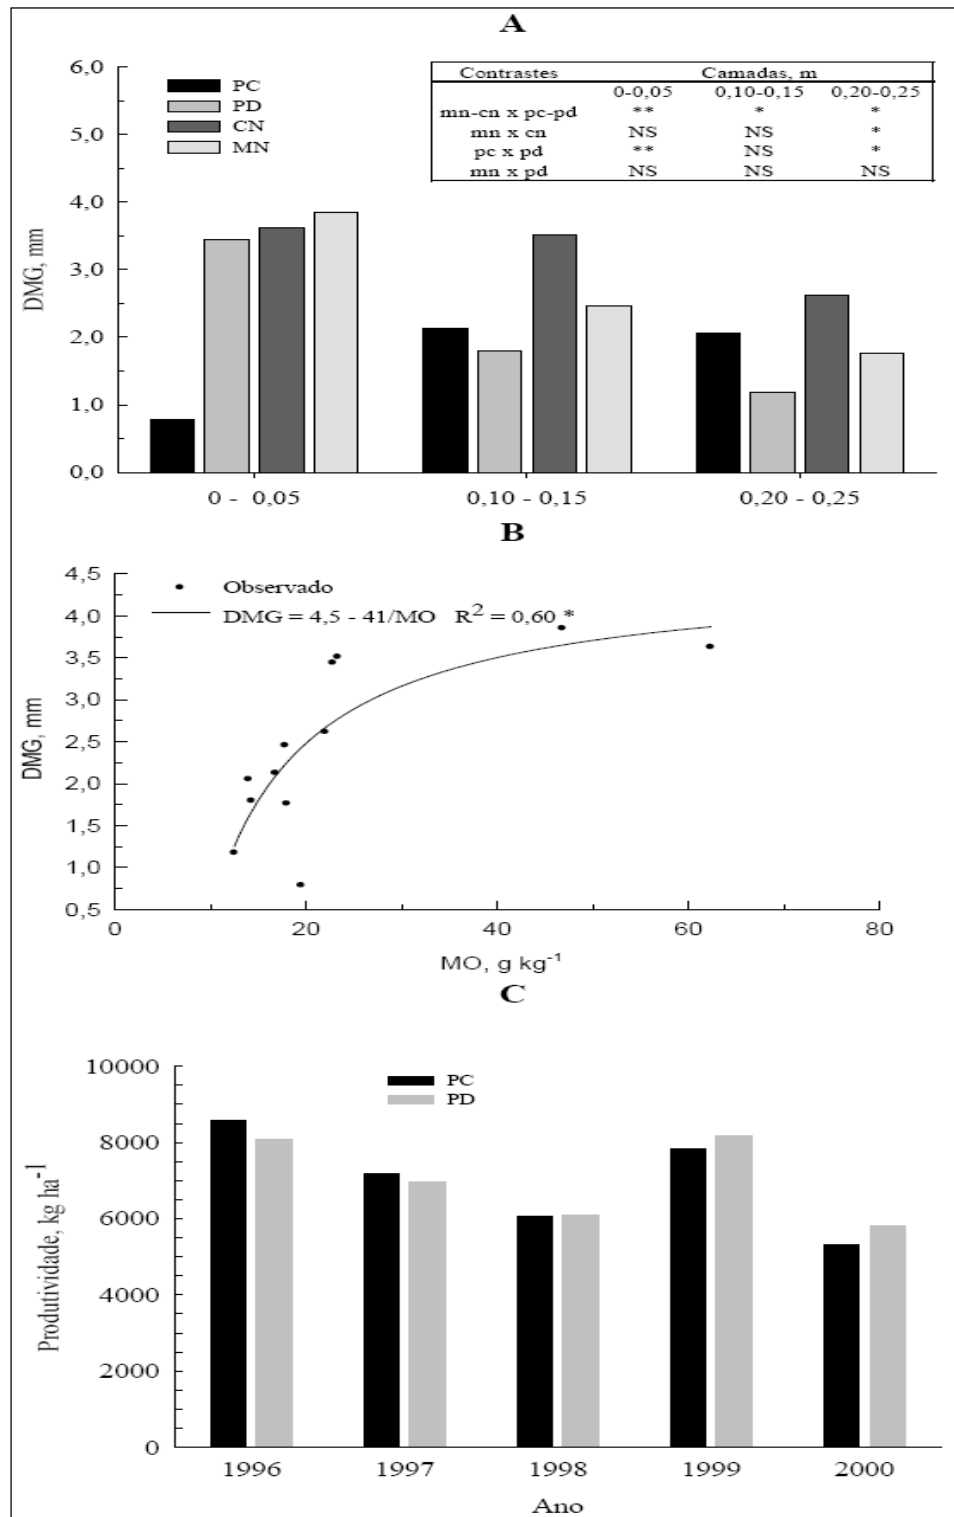 A
PC
PD
CN
MN
Contrastes Camadas, m
0-0,05 0,10-0,15 0,20-0,25
mn-cn x pc-pd ** * *
mn x cn NS NS *
pc x pd ** NS *
mn x pd NS NS NS
DMG, mm
6,0
5,0
4,0
3,0
2,0
1,0
0,0
0 - 0,05 0,10 - 0,15 0,20 - 0,25
B
Observado
DMG = 4,5 - 41/MO R² = 0,60 *
DMG, mm
4,5
4,0
3,5
3,0
2,5
2,0
1,5
1,0
0,5
0 20 40 60 80
MO, g kg⁻¹
C
PC
PD
Produtividade, kg ha⁻¹
10000
8000
6000
4000
2000
0
1996 1997 1998 1999 2000
Ano